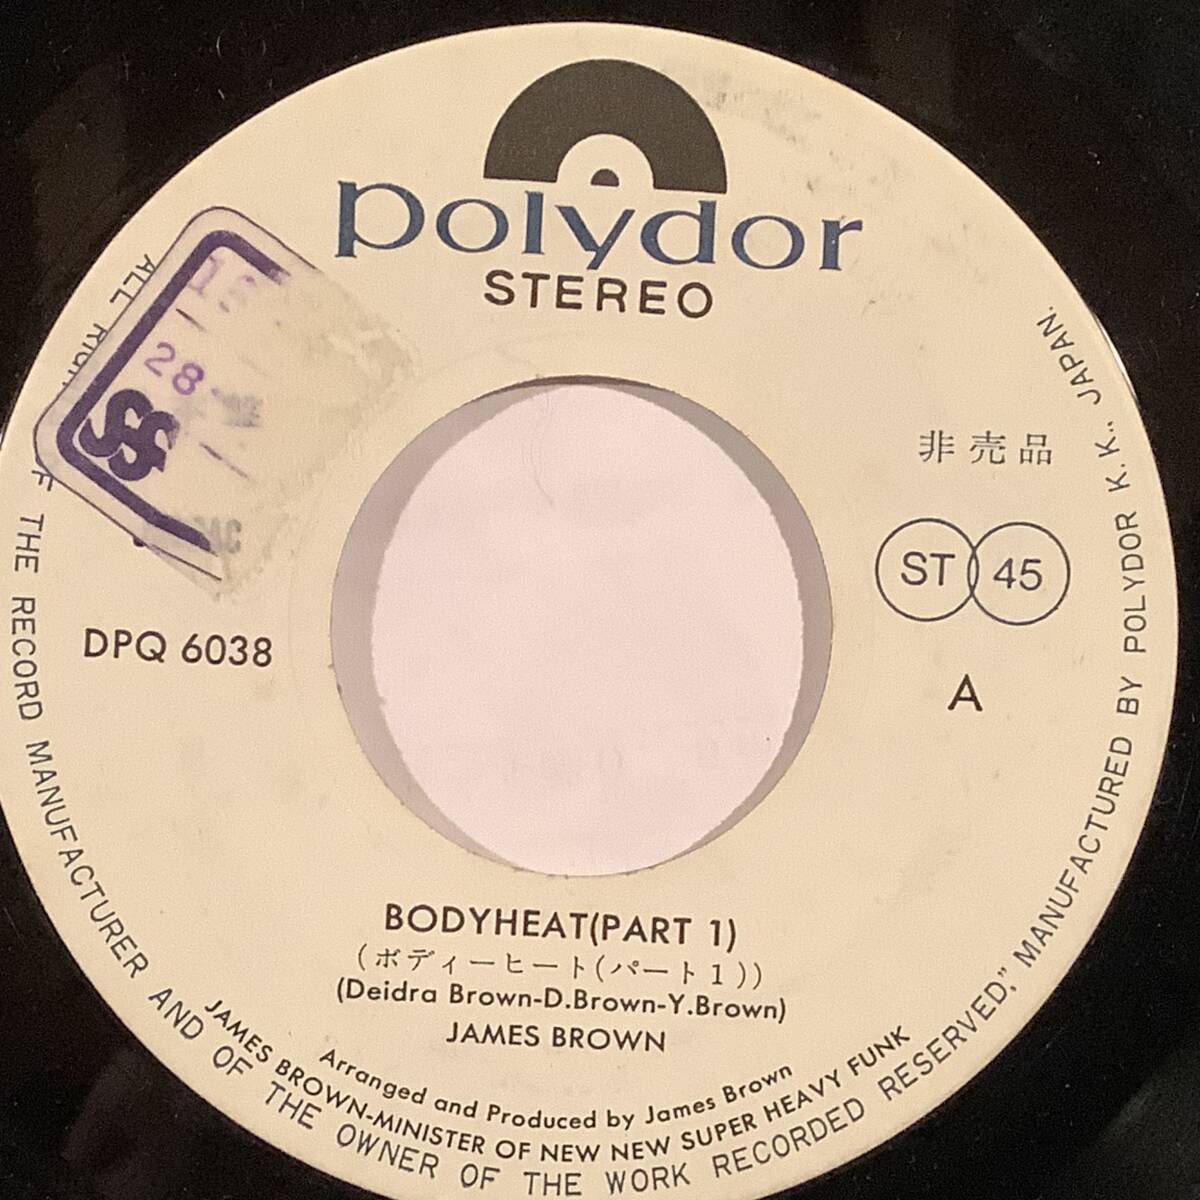 polydor
STEREO
28
SS
非売品
ST 45
DPQ 6038
A
BODYHEAT(PART 1)
(ボディーヒート(パート1))
(Deidra Brown-D.Brown-Y.Brown)
JAMES BROWN
Arranged and Produced by James Brown
JAMES BROWN-MINISTER OF NEW NEW SUPER HEAVY FUNK
ALL THE RECORD MANUFACTURER AND OF THE OWNER OF THE WORK RECORDED RESERVED," MANUFACTURED BY POLYDOR K.K., JAPAN.